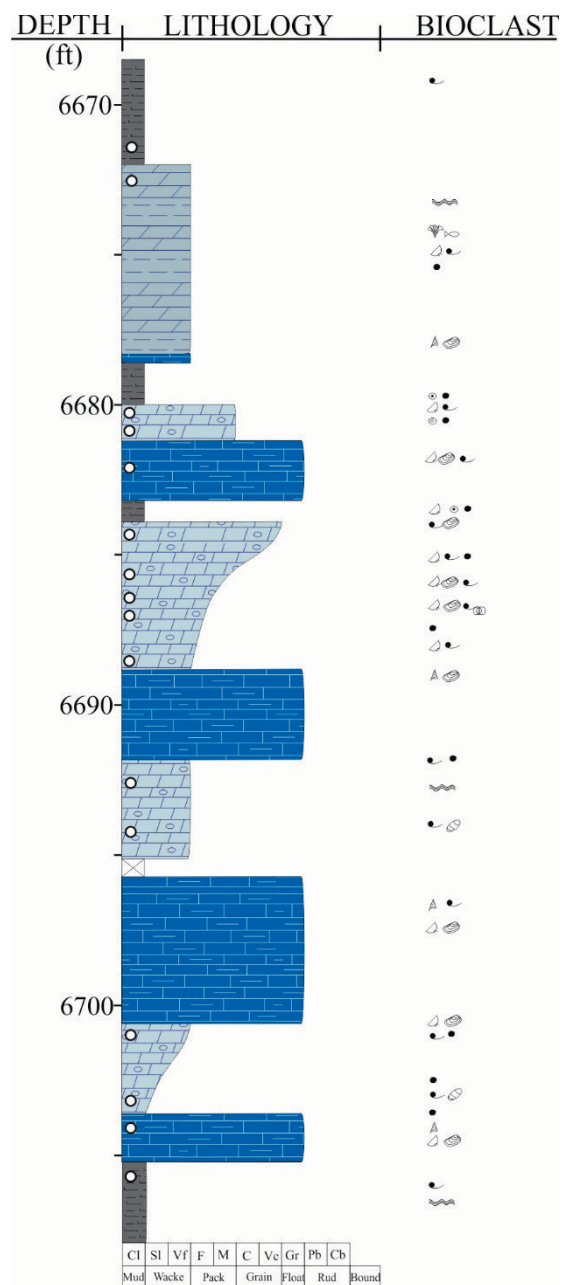 DEPTH LITHOLOGY BIOCLAST
(ft)
6670
6680
6690
6700
Cl Sl Vf F M C Vc Gr Pb Cb
Mud Wacke Pack Grain Float Rud Bound